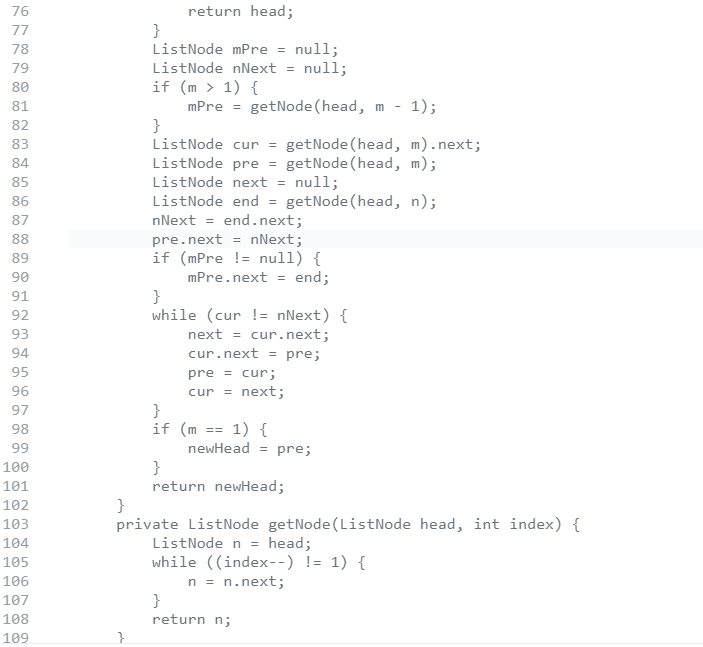 76                 return head;
77             }
78             ListNode mPre = null;
79             ListNode nNext = null;
80             if (m > 1) {
81                 mPre = getNode(head, m - 1);
82             }
83             ListNode cur = getNode(head, m).next;
84             ListNode pre = getNode(head, m);
85             ListNode next = null;
86             ListNode end = getNode(head, n);
87             nNext = end.next;
88             pre.next = nNext;
89             if (mPre != null) {
90                 mPre.next = end;
91             }
92             while (cur != nNext) {
93                 next = cur.next;
94                 cur.next = pre;
95                 pre = cur;
96                 cur = next;
97             }
98             if (m == 1) {
99                 newHead = pre;
100             }
101             return newHead;
102         }
103         private ListNode getNode(ListNode head, int index) {
104             ListNode n = head;
105             while ((index--) != 1) {
106                 n = n.next;
107             }
108             return n;
109         }